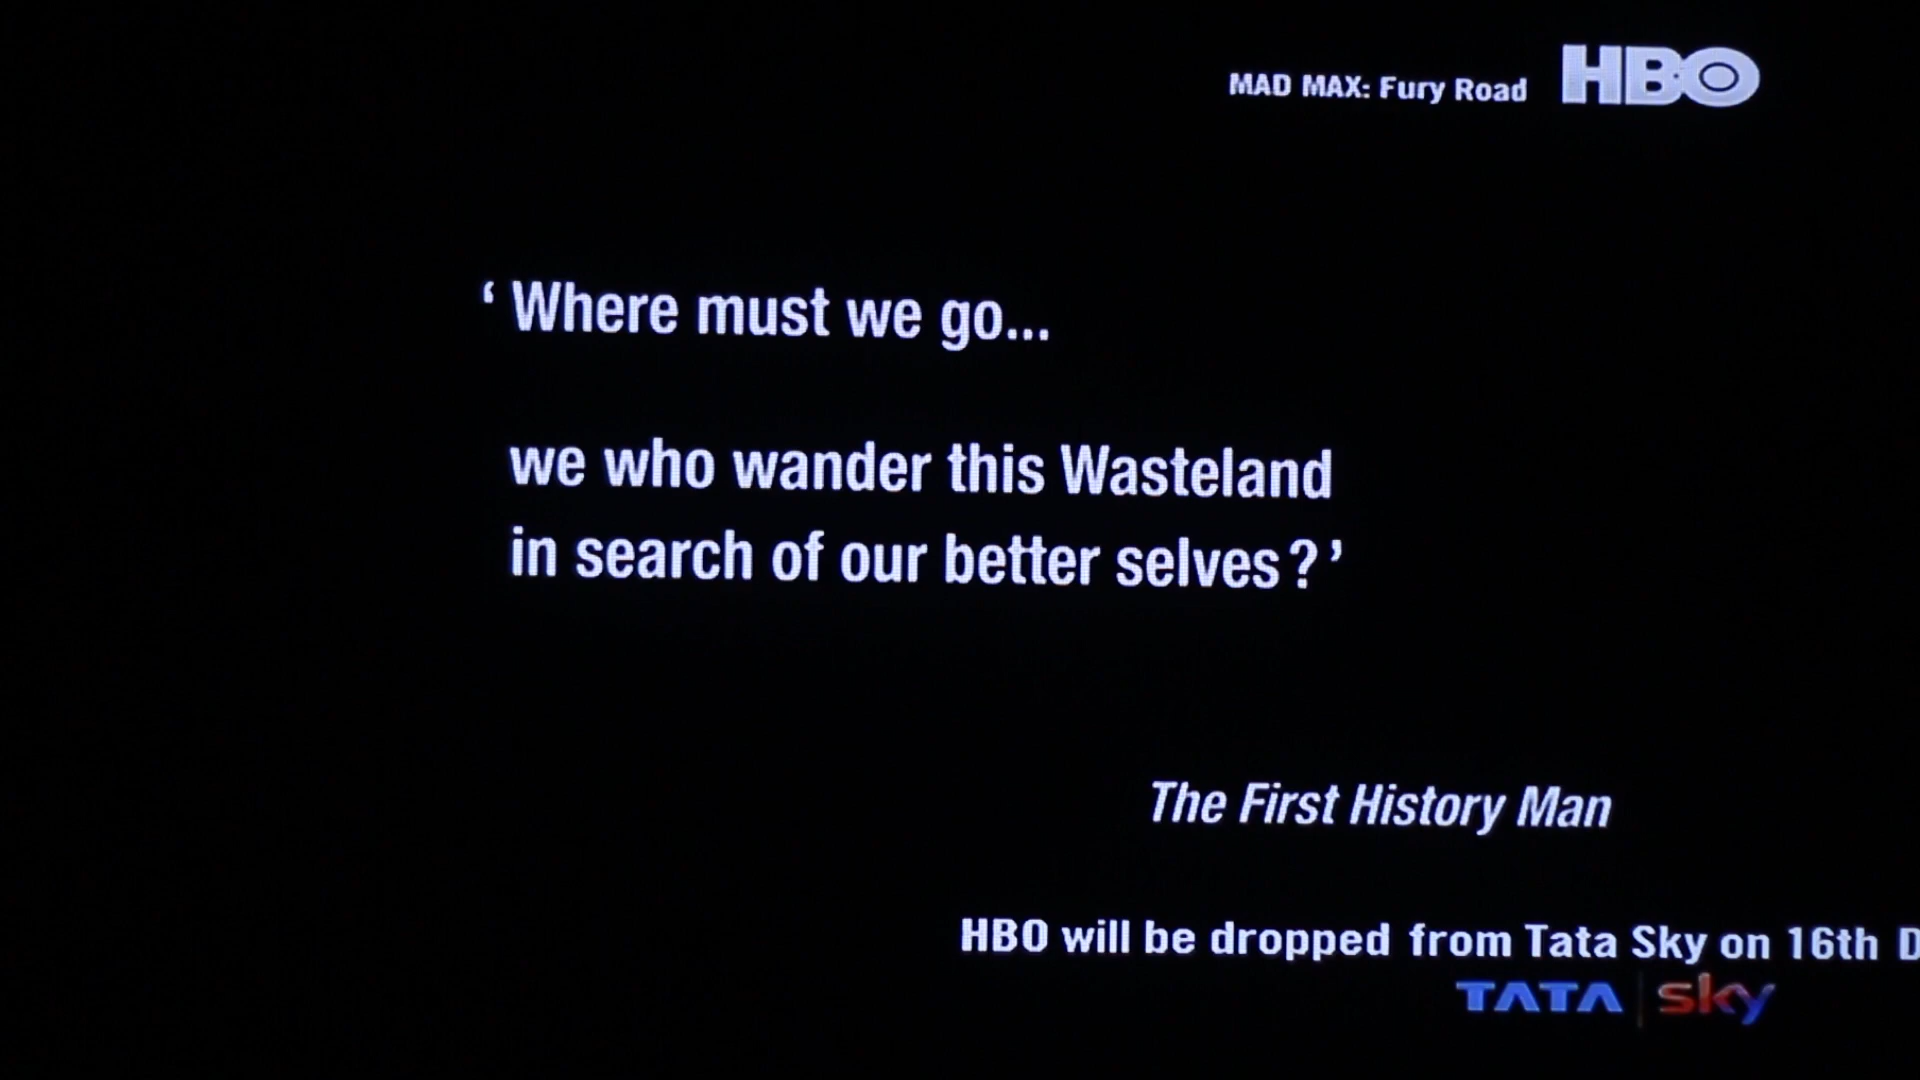 MAD MAX: Fury Road HBO
‘Where must we go...
we who wander this Wasteland
in search of our better selves?’
The First History Man
HBO will be dropped from Tata Sky on 16th D
TATA sky